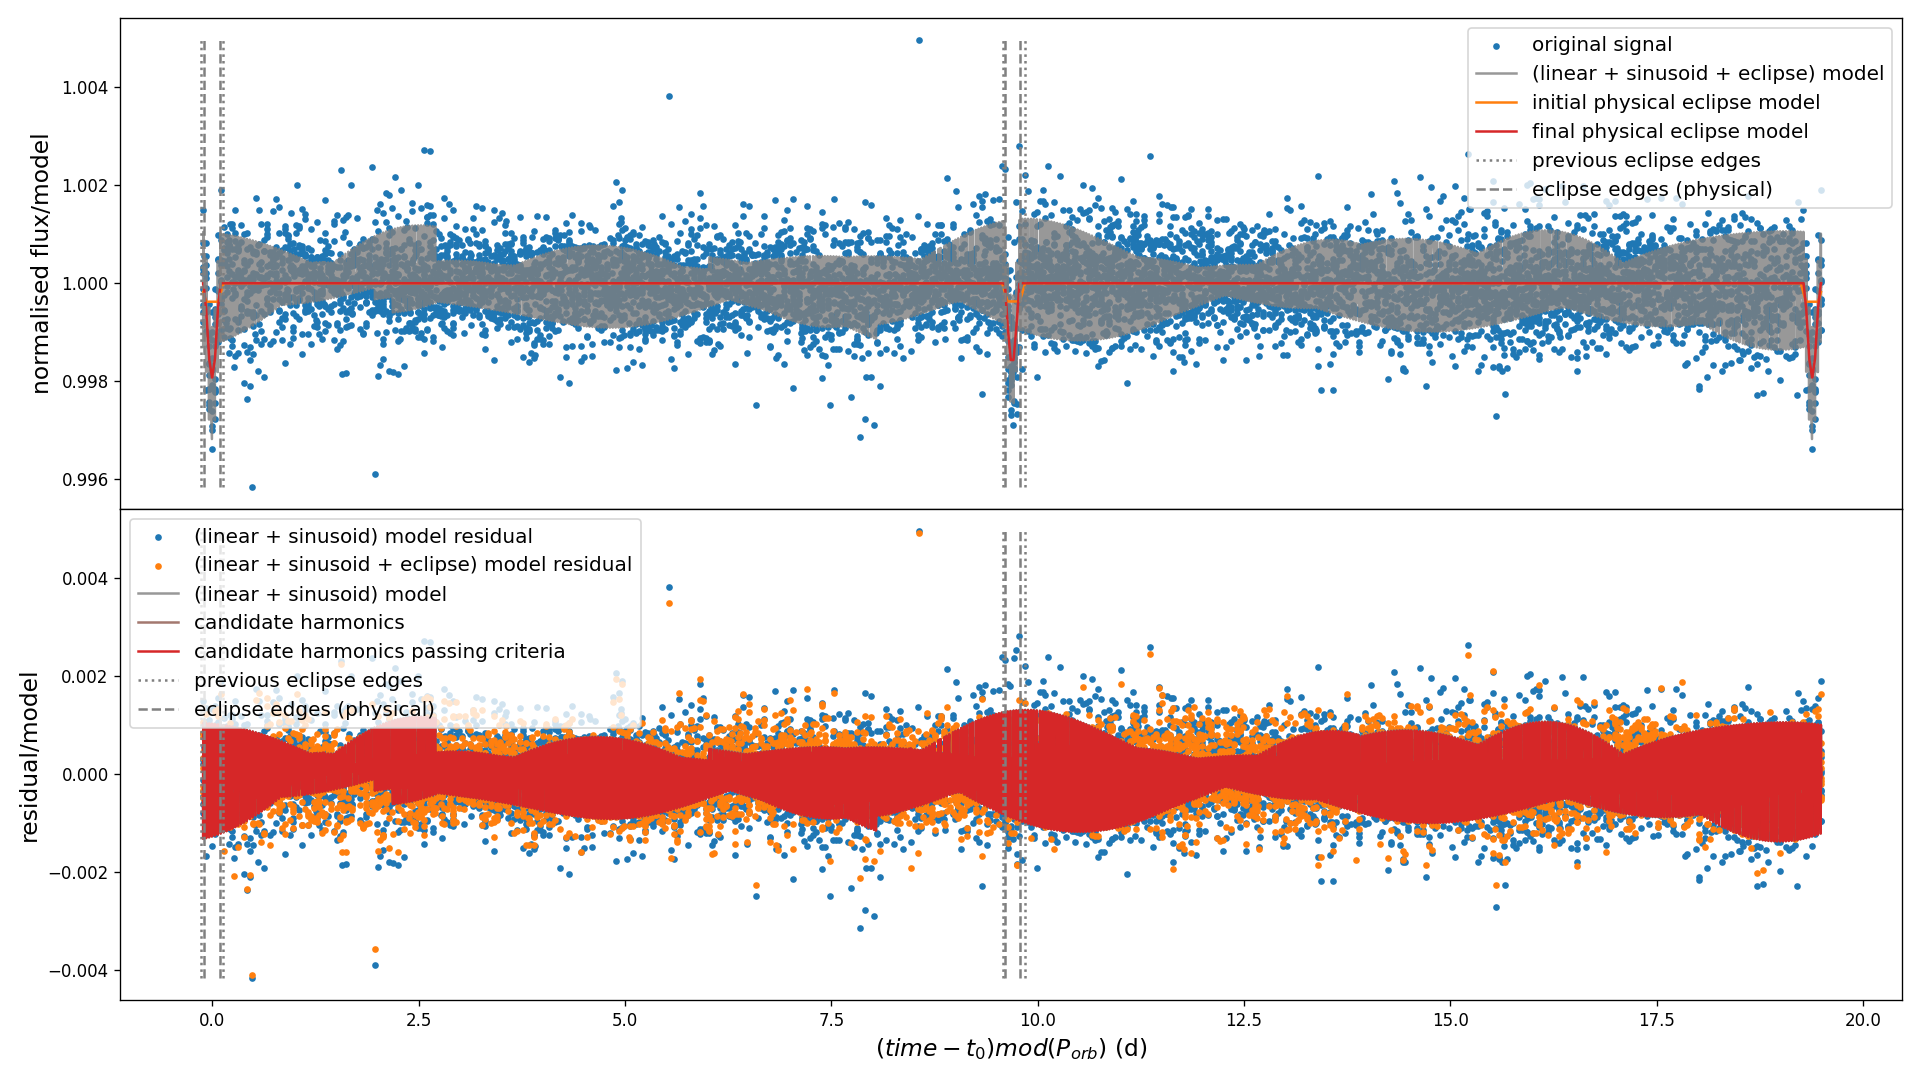 original signal
(linear + sinusoid + eclipse) model
initial physical eclipse model
final physical eclipse model
previous eclipse edges
eclipse edges (physical)
normalised flux/model
1.004
1.002
1.000
0.998
0.996
(linear + sinusoid) model residual
(linear + sinusoid + eclipse) model residual
(linear + sinusoid) model
candidate harmonics
candidate harmonics passing criteria
previous eclipse edges
eclipse edges (physical)
residual/model
0.004
0.002
0.000
−0.002
−0.004
0.0 2.5 5.0 7.5 10.0 12.5 15.0 17.5 20.0
(time − t₀)mod(Pₒᵣb) (d)